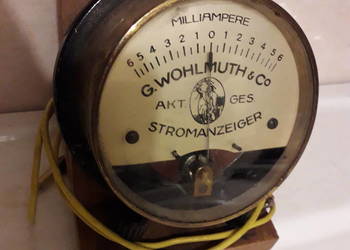 MILLIAMPERE
6 5 4 3 2 1 0 1 2 3 4 5 6
G. WOHLMUTH & Co
AKT. GES.
STROMANZEIGER